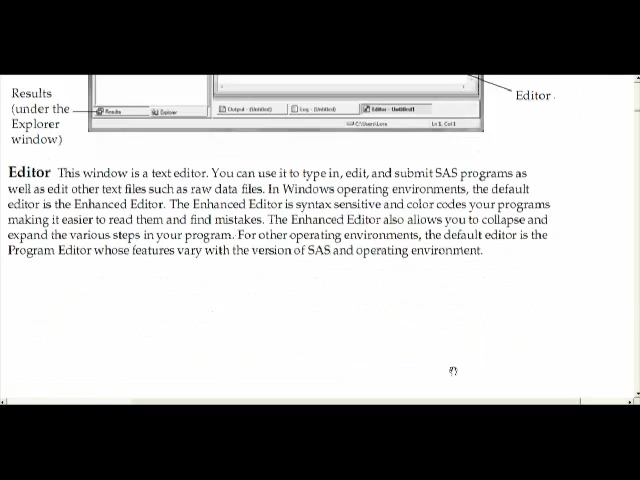 Results
(under the
Explorer
window)
Results
Explorer
Output - (Untitled)
Log - (Untitled)
Editor - Untitled1
C:\Users\Lora
Ln 1, Col 1
Editor
Editor This window is a text editor. You can use it to type in, edit, and submit SAS programs as
well as edit other text files such as raw data files. In Windows operating environments, the default
editor is the Enhanced Editor. The Enhanced Editor is syntax sensitive and color codes your programs
making it easier to read them and find mistakes. The Enhanced Editor also allows you to collapse and
expand the various steps in your program. For other operating environments, the default editor is the
Program Editor whose features vary with the version of SAS and operating environment.